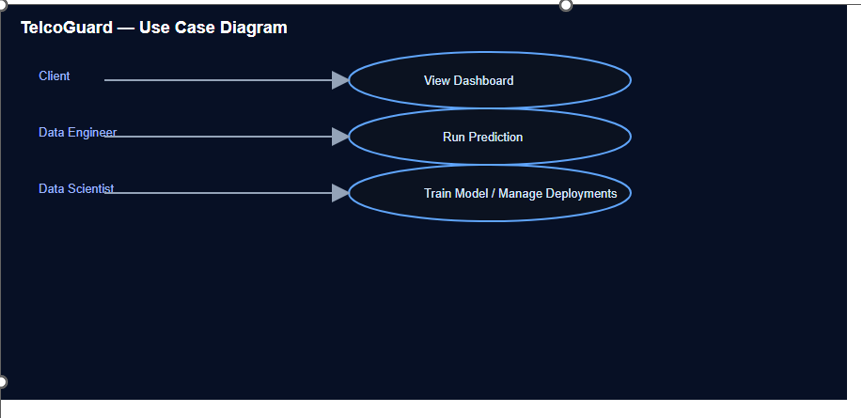 TelcoGuard — Use Case Diagram
Client
View Dashboard
Data Engineer
Run Prediction
Data Scientist
Train Model / Manage Deployments